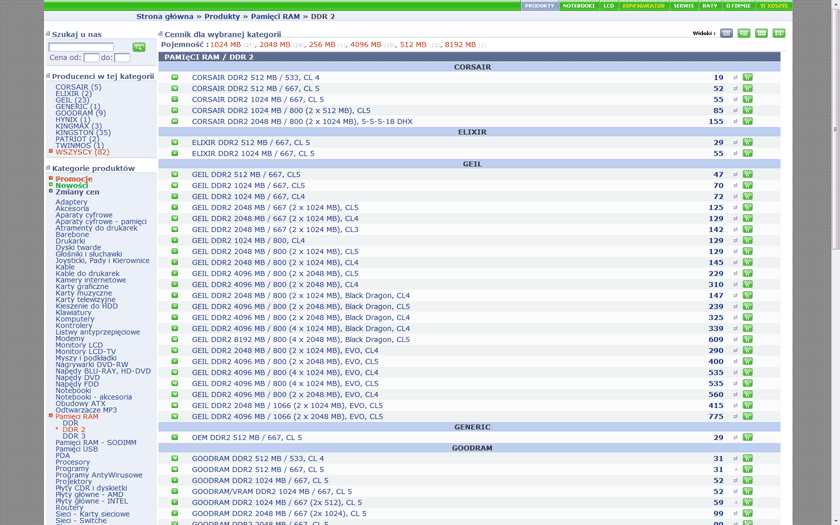 PRODUKTY NOTEBOOKI LCD KONFIGURATOR SERWIS RATY O FIRMIE KOSZYK
Strona główna » Produkty » Pamięci RAM » DDR 2
Szukaj u nas
Cena od: do:
Producenci w tej kategorii
CORSAIR (5)
ELIXIR (2)
GEIL (23)
GENERIC (1)
GOODRAM (9)
HYNIX (1)
KINGMAX (3)
KINGSTON (35)
PATRIOT (2)
TWINMOS (1)
WSZYSCY (82)
Kategorie produktów
Promocje
Nowości
Zmiany cen
Adaptery
Akcesoria
Aparaty cyfrowe
Aparaty cyfrowe - pamięci
Atramenty do drukarek
Barebone
Drukarki
Dyski twarde
Głośniki i słuchawki
Joysticki, Pady i Kierownice
Kable
Kable do drukarek
Kamery internetowe
Karty graficzne
Karty muzyczne
Karty telewizyjne
Kieszenie do HDD
Klawiatury
Komputery
Kontrolery
Listwy antyprzepięciowe
Modemy
Monitory LCD
Monitory LCD-TV
Myszy i podkładki
Nagrywarki DVD-RW
Napędy BLU-RAY, HD-DVD
Napędy DVD
Napędy FDD
Notebooki
Notebooki - akcesoria
Obudowy ATX
Odtwarzacze MP3
Pamięci RAM
DDR
DDR 2
DDR 3
Pamięci RAM - SODIMM
Pamięci USB
PDA
Procesory
Programy
Programy AntyWirusowe
Projektory
Płyty CDR i dyskietki
Płyty główne - AMD
Płyty główne - INTEL
Routery
Sieci - Karty sieciowe
Sieci - Switche
Cennik dla wybranej kategorii
Widoki :
Pojemność : 1024 MB , 2048 MB , 256 MB , 4096 MB , 512 MB , 8192 MB
PAMIĘCI RAM / DDR 2
CORSAIR
CORSAIR DDR2 512 MB / 533, CL 4 19 zł
CORSAIR DDR2 512 MB / 667, CL 5 52 zł
CORSAIR DDR2 1024 MB / 667, CL 5 55 zł
CORSAIR DDR2 1024 MB / 800 (2 x 512 MB), CL5 85 zł
CORSAIR DDR2 2048 MB / 800 (2 x 1024 MB), 5-5-5-18 DHX 155 zł
ELIXIR
ELIXIR DDR2 512 MB / 667, CL 5 29 zł
ELIXIR DDR2 1024 MB / 667, CL 5 55 zł
GEIL
GEIL DDR2 512 MB / 667, CL5 47 zł
GEIL DDR2 1024 MB / 667, CL5 70 zł
GEIL DDR2 1024 MB / 667, CL4 72 zł
GEIL DDR2 2048 MB / 667 (2 x 1024 MB), CL5 125 zł
GEIL DDR2 2048 MB / 667 (2 x 1024 MB), CL4 129 zł
GEIL DDR2 2048 MB / 667 (2 x 1024 MB), CL3 142 zł
GEIL DDR2 1024 MB / 800, CL4 129 zł
GEIL DDR2 2048 MB / 800 (2 x 1024 MB), CL5 129 zł
GEIL DDR2 2048 MB / 800 (2 x 1024 MB), CL4 145 zł
GEIL DDR2 4096 MB / 800 (2 x 2048 MB), CL5 229 zł
GEIL DDR2 4096 MB / 800 (2 x 2048 MB), CL4 310 zł
GEIL DDR2 2048 MB / 800 (2 x 1024 MB), Black Dragon, CL4 147 zł
GEIL DDR2 4096 MB / 800 (2 x 2048 MB), Black Dragon, CL5 239 zł
GEIL DDR2 4096 MB / 800 (2 x 2048 MB), Black Dragon, CL4 325 zł
GEIL DDR2 4096 MB / 800 (4 x 1024 MB), Black Dragon, CL4 339 zł
GEIL DDR2 8192 MB / 800 (4 x 2048 MB), Black Dragon, CL5 609 zł
GEIL DDR2 2048 MB / 800 (2 x 1024 MB), EVO, CL4 290 zł
GEIL DDR2 4096 MB / 800 (2 x 2048 MB), EVO, CL5 400 zł
GEIL DDR2 4096 MB / 800 (4 x 1024 MB), EVO, CL4 535 zł
GEIL DDR2 4096 MB / 800 (4 x 1024 MB), EVO, CL5 535 zł
GEIL DDR2 4096 MB / 800 (2 x 2048 MB), EVO, CL4 560 zł
GEIL DDR2 2048 MB / 1066 (2 x 1024 MB), EVO, CL5 415 zł
GEIL DDR2 4096 MB / 1066 (2 x 2048 MB), EVO, CL5 775 zł
GENERIC
OEM DDR2 512 MB / 667, CL 5 29 zł
GOODRAM
GOODRAM DDR2 512 MB / 533, CL 4 31 zł
GOODRAM DDR2 512 MB / 667, CL 5 31
GOODRAM DDR2 1024 MB / 667, CL 5 52 zł
GOODRAM/VRAM DDR2 1024 MB / 667, CL 5 52 zł
GOODRAM DDR2 1024 MB / 667 (2x 512), CL 5 59
GOODRAM DDR2 2048 MB / 667 (2x 1024), CL 5 99 zł
GOODRAM DDR2 2048 MB / 667, CL 5 99 zł